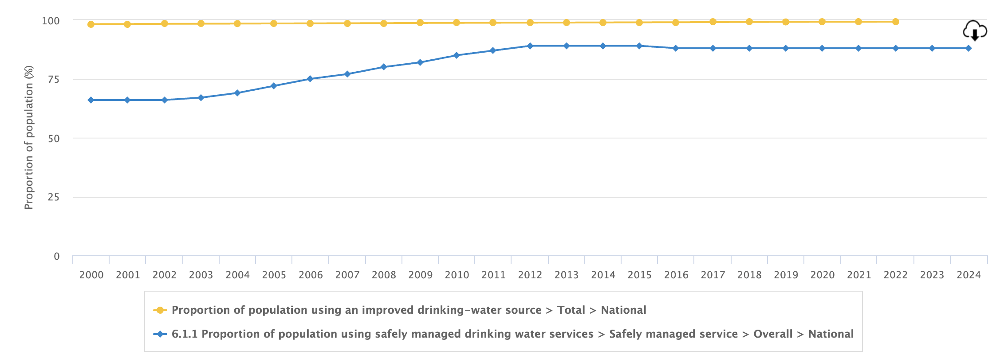 Proportion of population (%)
100
75
50
25
0
2000 2001 2002 2003 2004 2005 2006 2007 2008 2009 2010 2011 2012 2013 2014 2015 2016 2017 2018 2019 2020 2021 2022 2023 2024
Proportion of population using an improved drinking-water source > Total > National
6.1.1 Proportion of population using safely managed drinking water services > Safely managed service > Overall > National